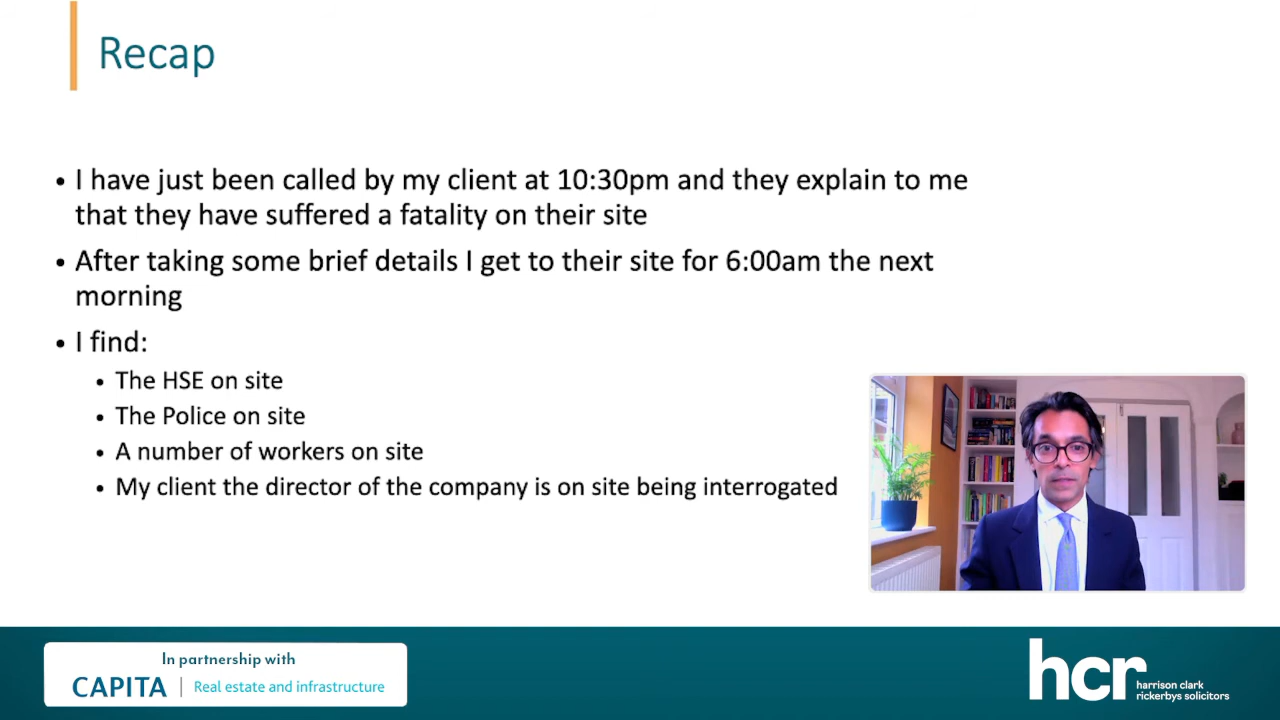 Recap
• I have just been called by my client at 10:30pm and they explain to me
that they have suffered a fatality on their site
• After taking some brief details I get to their site for 6:00am the next
morning
• I find:
• The HSE on site
• The Police on site
• A number of workers on site
• My client the director of the company is on site being interrogated
In partnership with
CAPITA | Real estate and infrastructure
hcr harrison clark
rickerbys solicitors